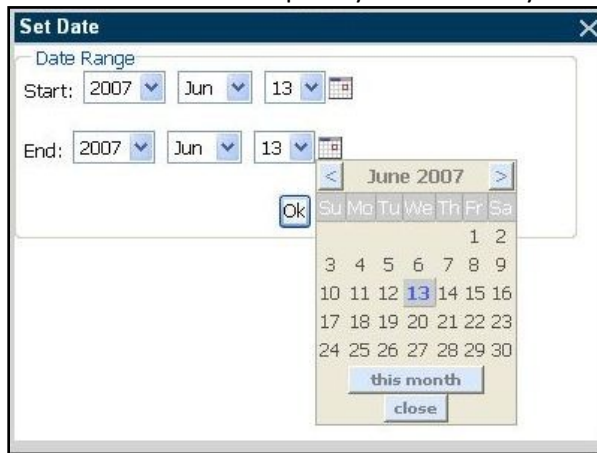 Set Date
Date Range
Start: 2007 Jun 13
End: 2007 Jun 13
< June 2007 >
Ok
Su Mo Tu We Th Fr Sa
1 2
3 4 5 6 7 8 9
10 11 12 13 14 15 16
17 18 19 20 21 22 23
24 25 26 27 28 29 30
this month
close